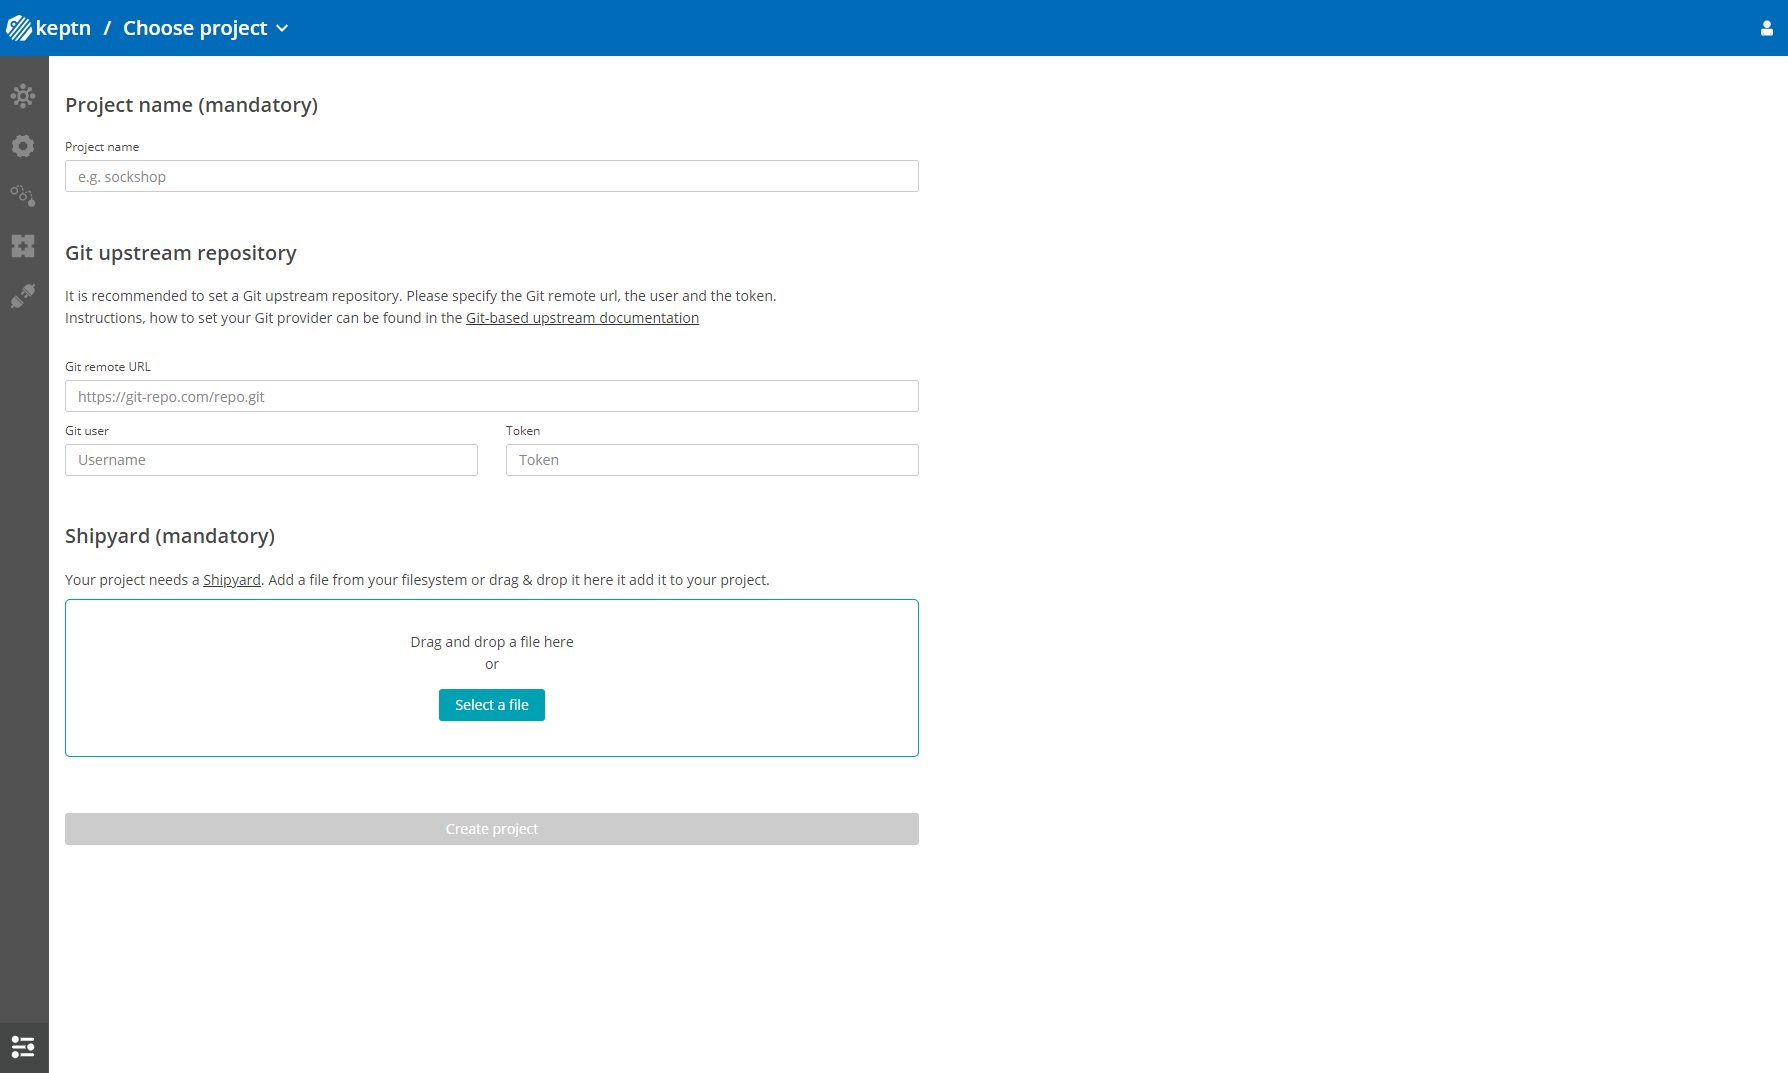 keptn / Choose project
Project name (mandatory)
Project name
e.g. sockshop
Git upstream repository
It is recommended to set a Git upstream repository. Please specify the Git remote url, the user and the token.
Instructions, how to set your Git provider can be found in the Git-based upstream documentation
Git remote URL
https://git-repo.com/repo.git
Git user
Token
Username
Token
Shipyard (mandatory)
Your project needs a Shipyard. Add a file from your filesystem or drag & drop it here it add it to your project.
Drag and drop a file here
or
Select a file
Create project